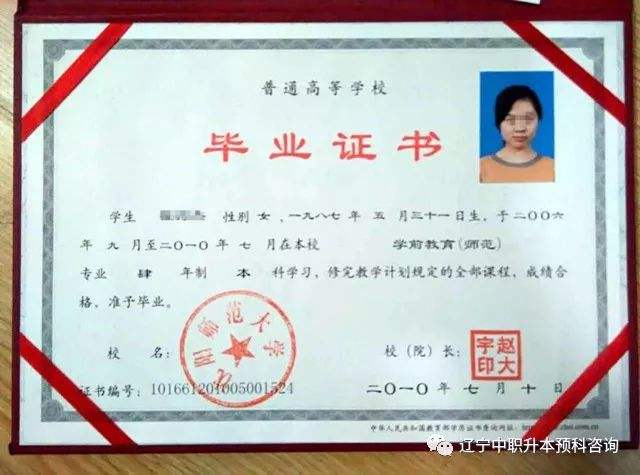 普通高等学校
毕业证书
学生 性别 女，一九八七年 五 月三十一日生，于二〇〇六
年 九 月至二〇一〇年 七 月在本校 学前教育(师范)
专业 肆 年制 本 科学习，修完教学计划规定的全部课程，成绩合
格，准予毕业。
校 名： 沈阳师范大学
校（院）长： 赵大宇印
证书编号：101661201005001524
二〇一〇年 七 月 十 日
中华人民共和国教育部学历证书查询网址：
辽宁中职升本预科咨询